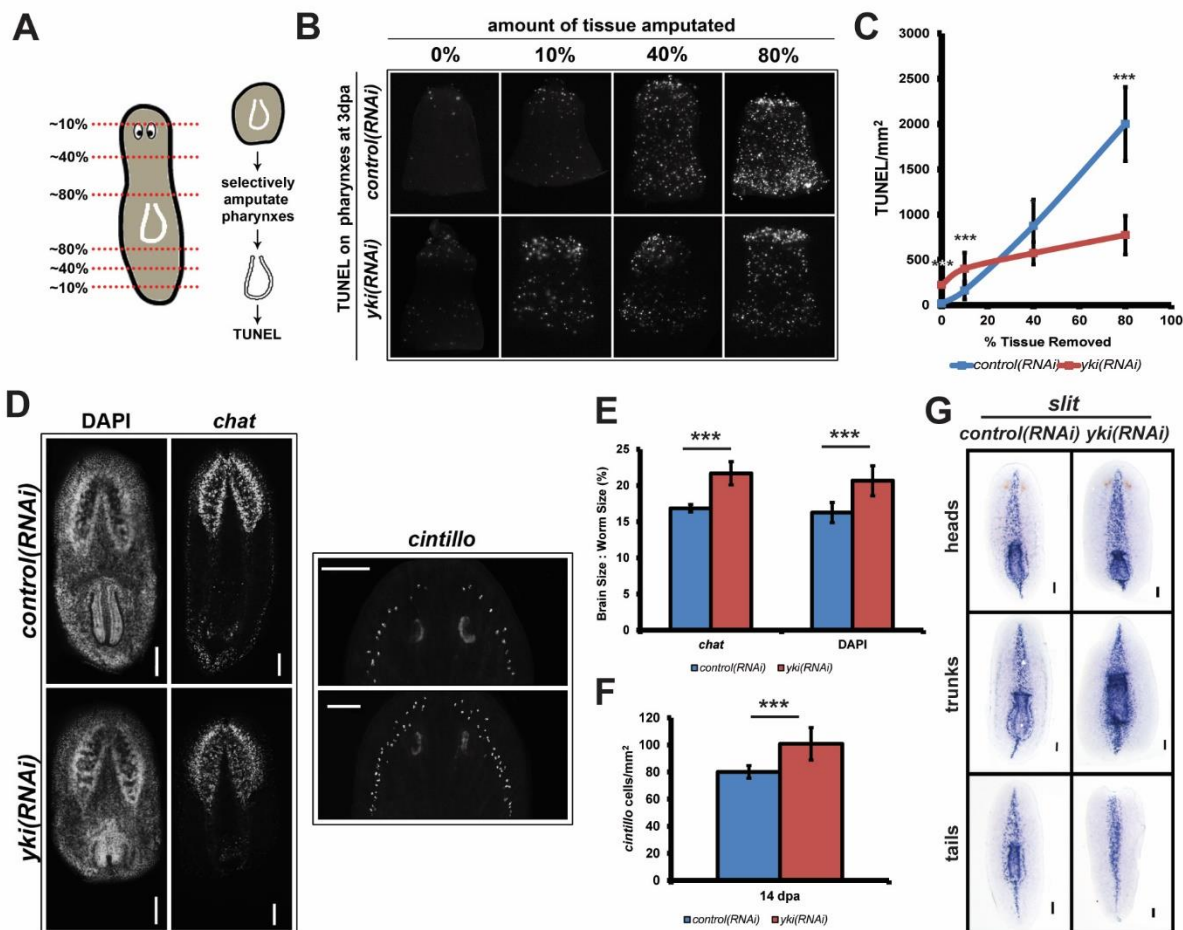 A
~10%
~40%
~80%
~80%
~40%
~10%
selectively
amputate
pharynxes
TUNEL
B
amount of tissue amputated
0% 10% 40% 80%
TUNEL on pharynxes at 3dpa
control(RNAi)
yki(RNAi)
C
TUNEL/mm²
3000
2500
2000
1500
1000
500
0
***
***
***
0 20 40 60 80 100
% Tissue Removed
control(RNAi) yki(RNAi)
D
DAPI chat
control(RNAi)
yki(RNAi)
cintillo
E
Brain Size : Worm Size (%)
25
20
15
10
5
0
*** ***
chat DAPI
control(RNAi) yki(RNAi)
F
cintillo cells/mm²
120
100
80
60
40
20
0
***
14 dpa
control(RNAi) yki(RNAi)
G
slit
control(RNAi) yki(RNAi)
heads
trunks
tails